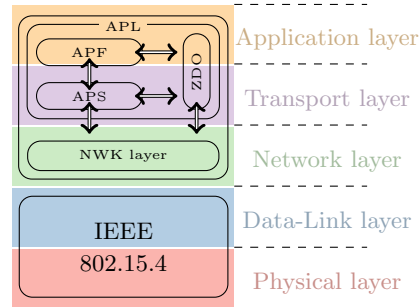 APL
APF
ZDO
APS
NWK layer
IEEE
802.15.4
Application layer
Transport layer
Network layer
Data-Link layer
Physical layer